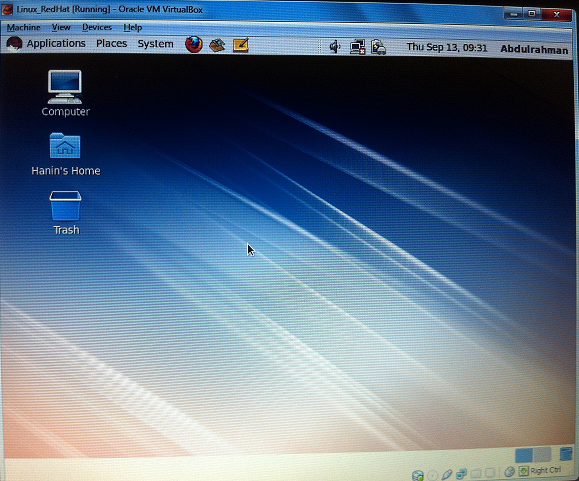 Linux_RedHat [Running] - Oracle VM VirtualBox
Machine View Devices Help
Applications Places System Thu Sep 13, 09:31 Abdulrahman
Computer
Hanin's Home
Trash
Right Ctrl